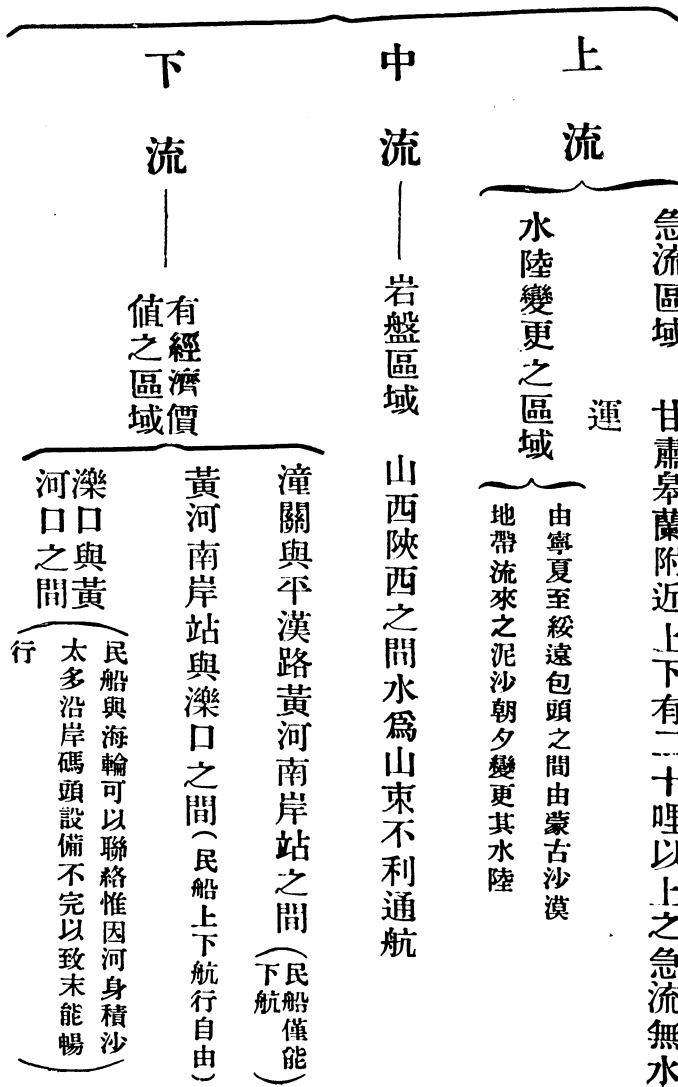 上流
急流區域　甘肅皋蘭附近上下有二十哩以上之急流無水
運
水陸變更之區域
由寧夏至綏遠包頭之間由蒙古沙漠
地帶流來之泥沙朝夕變更其水陸
中流——岩盤區域　山西陝西之間水爲山束不利通航
下流——
有經濟價
值之區域
潼關與平漢路黃河南岸站之間
(民船僅能
下航)
黃河南岸站與濼口之間(民船上下航行自由)
濼口與黃
河口之間
(民船與海輪可以聯絡惟因河身積沙
太多沿岸碼頭設備不完以致末能暢
行)